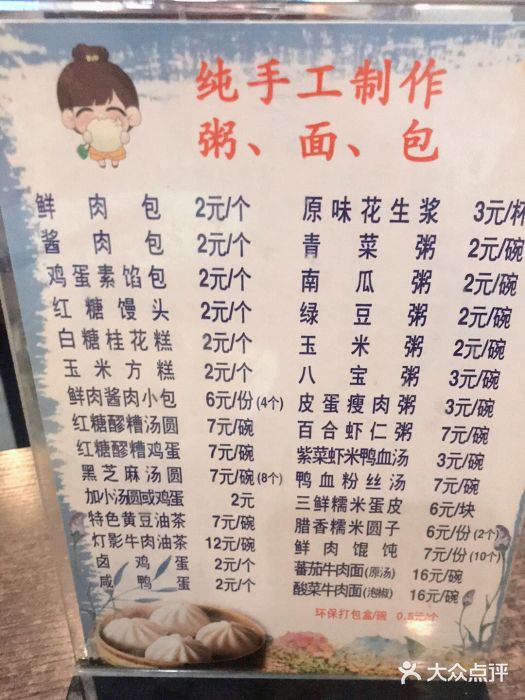 纯手工制作
粥、面、包
鲜肉包 2元/个
酱肉包 2元/个
鸡蛋素馅包 2元/个
红糖馒头 2元/个
白糖桂花糕 2元/个
玉米方糕 2元/个
鲜肉酱肉小包 6元/份(4个)
红糖醪糟汤圆 7元/碗
红糖醪糟鸡蛋 7元/碗
黑芝麻汤圆 7元/碗(8个)
加小汤圆或鸡蛋 2元
特色黄豆油茶 7元/碗
灯影牛肉油茶 12元/碗
卤鸡蛋 2元/个
咸鸭蛋 2元/个
原味花生浆 3元/杯
青菜粥 2元/碗
南瓜粥 2元/碗
绿豆粥 2元/碗
玉米粥 2元/碗
八宝粥 3元/碗
皮蛋瘦肉粥 3元/碗
百合虾仁粥 7元/碗
紫菜虾米鸭血汤 3元/碗
鸭血粉丝汤 7元/碗
三鲜糯米蛋皮 6元/块
腊香糯米圆子 6元/份(2个)
鲜肉馄饨 7元/份(10个)
蕃茄牛肉面(原汤) 16元/碗
酸菜牛肉面(泡椒) 16元/碗
环保打包盒/碗 0.5元/个
大众点评